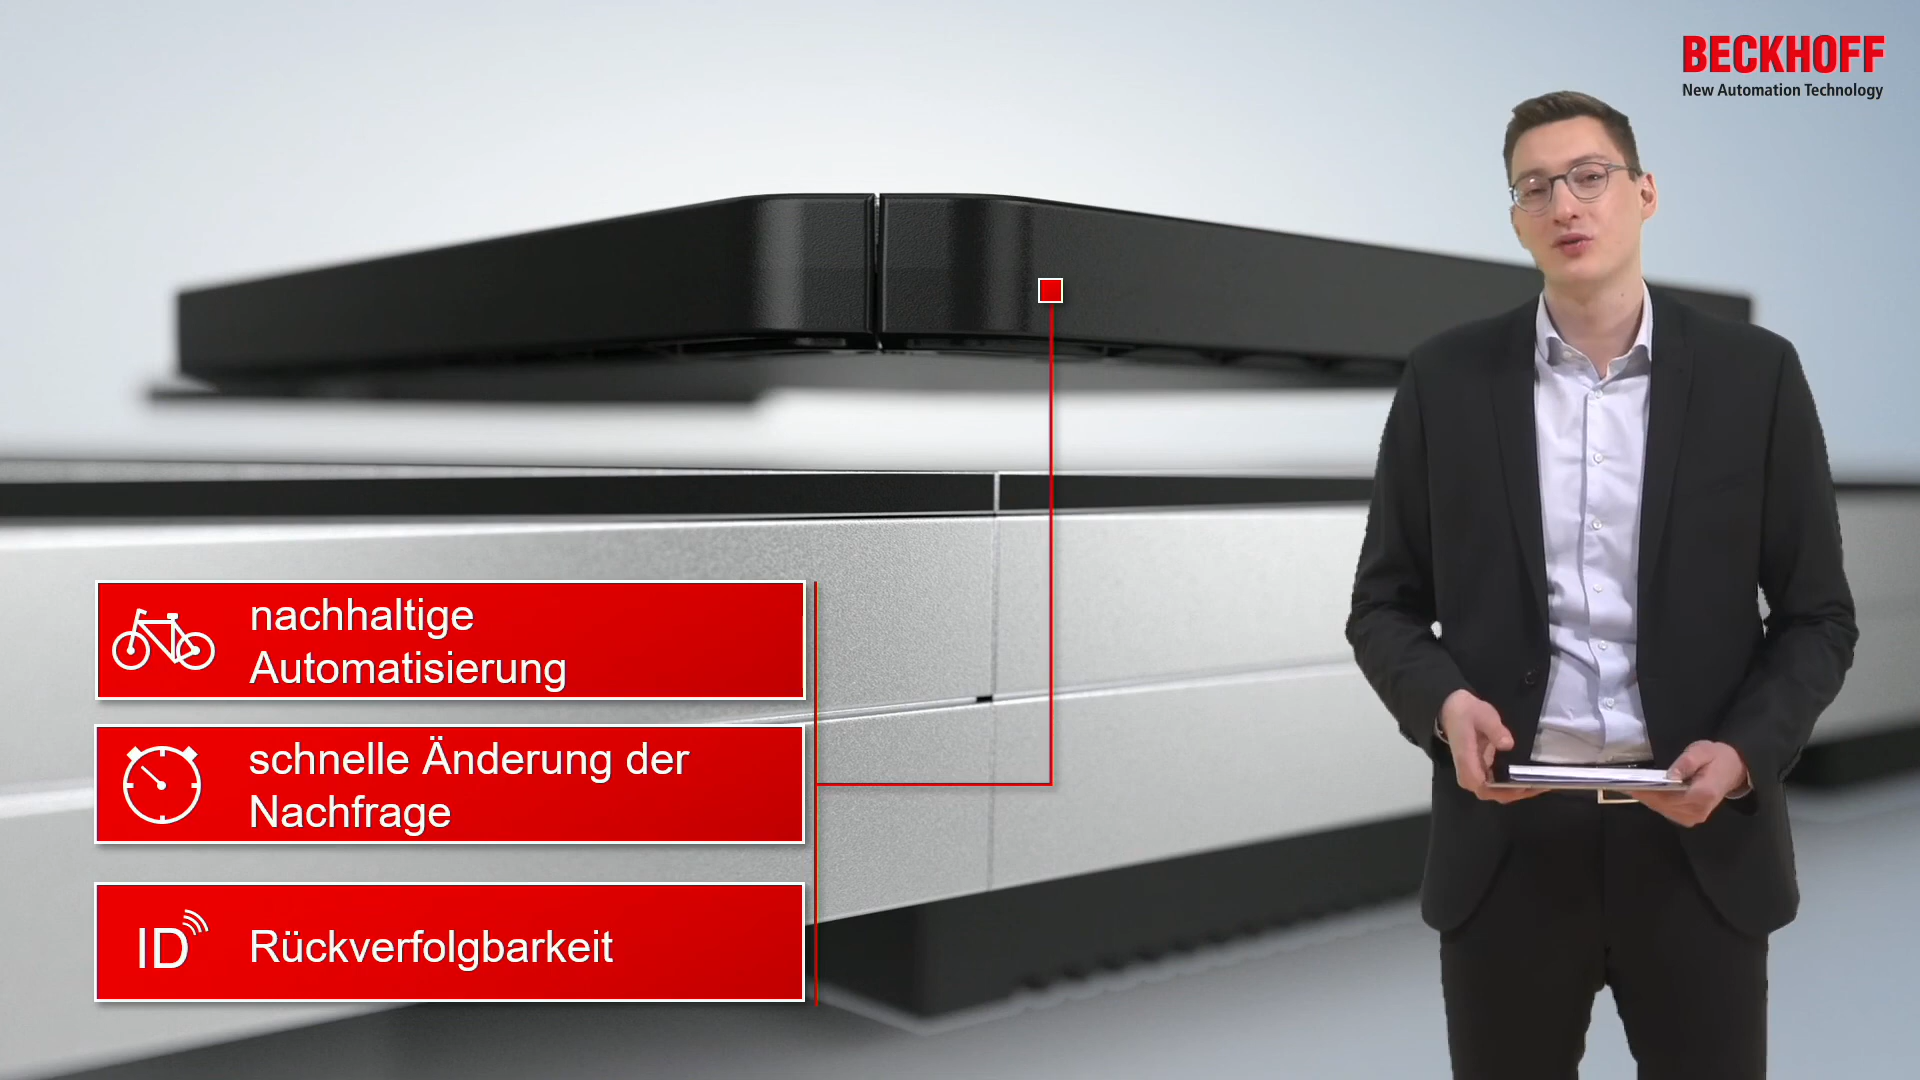 BECKHOFF
New Automation Technology
nachhaltige
Automatisierung
schnelle Änderung der
Nachfrage
ID
Rückverfolgbarkeit